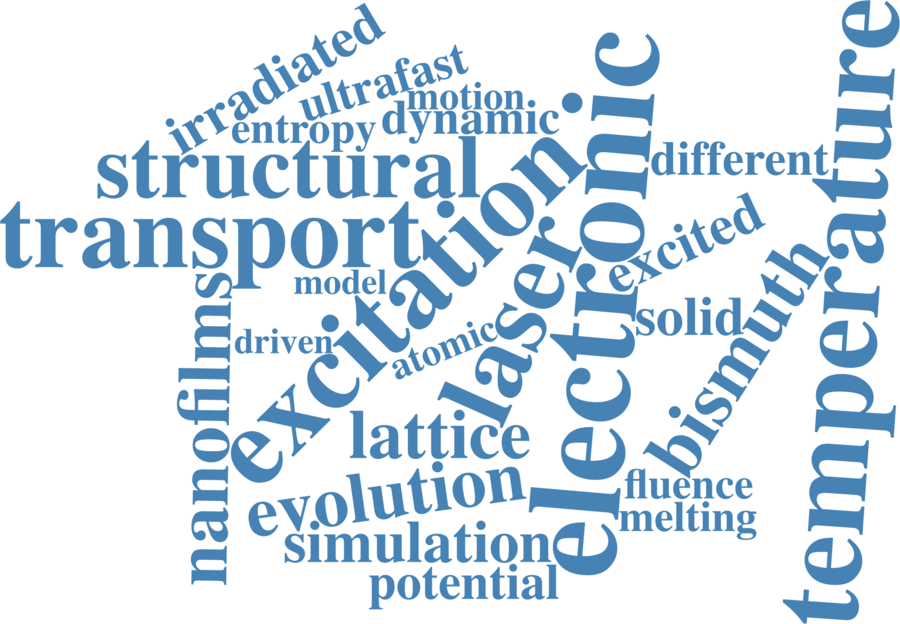 irradiated
ultrafast
motion
entropy
dynamic
structural
different
transport
excitation
electronic
temperature
laser
excited
model
nanofilms
driven
atomic
solid
bismuth
lattice
evolution
fluence
melting
simulation
potential